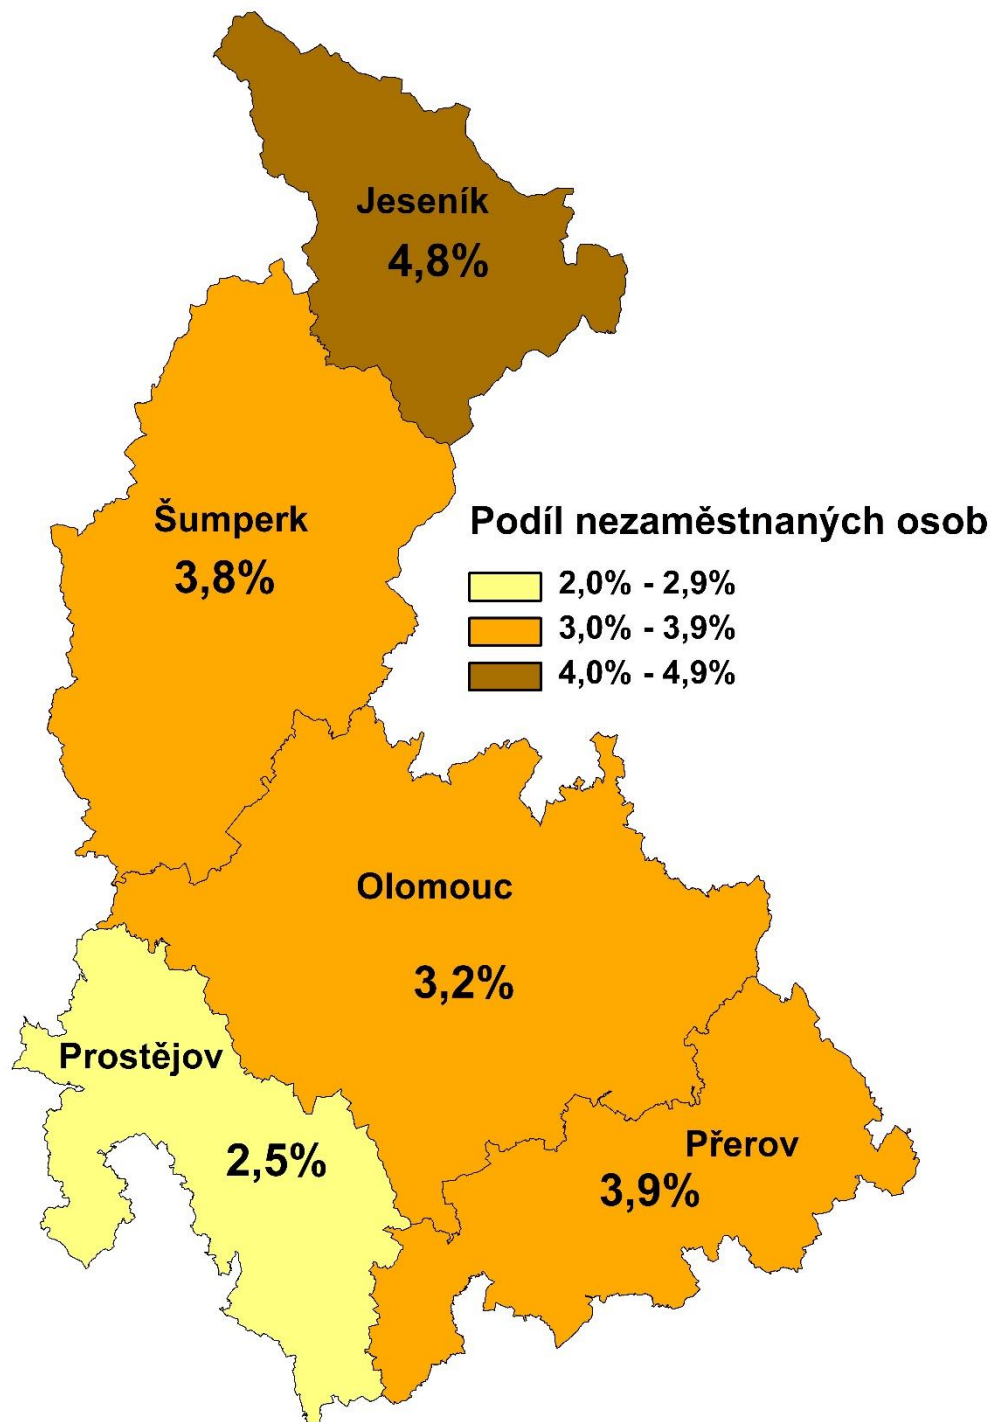 Jeseník
4,8%
Šumperk
3,8%
Podíl nezaměstnaných osob
2,0% - 2,9%
3,0% - 3,9%
4,0% - 4,9%
Olomouc
3,2%
Prostějov
2,5%
Přerov
3,9%